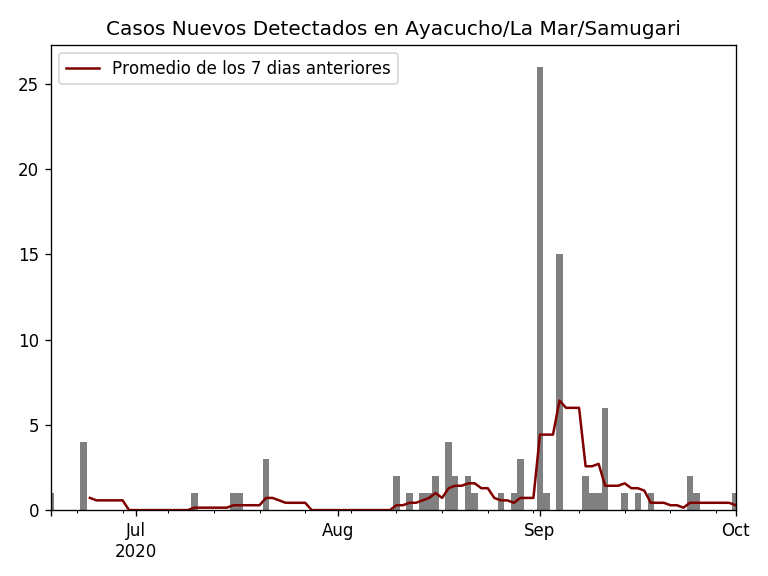 Casos Nuevos Detectados en Ayacucho/La Mar/Samugari
Promedio de los 7 dias anteriores
25
20
15
10
5
0
Jul
2020
Aug
Sep
Oct